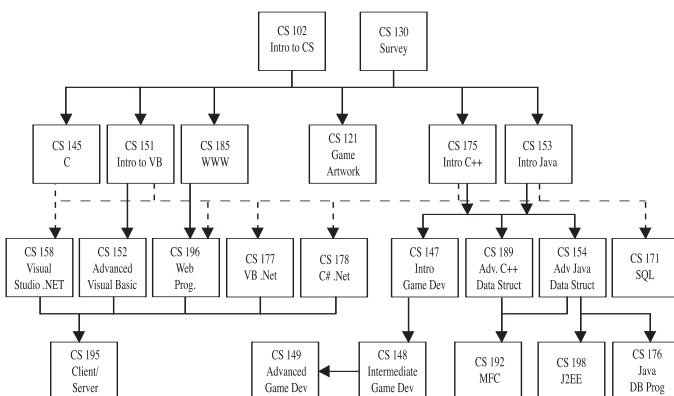 CS 102
Intro to CS
CS 130
Survey
CS 145
C
CS 151
Intro to VB
CS 185
WWW
CS 121
Game
Artwork
CS 175
Intro C++
CS 153
Intro Java
CS 158
Visual
Studio .NET
CS 152
Advanced
Visual Basic
CS 196
Web
Prog.
CS 177
VB .Net
CS 178
C# .Net
CS 147
Intro
Game Dev
CS 189
Adv. C++
Data Struct
CS 154
Adv Java
Data Struct
CS 171
SQL
CS 195
Client/
Server
CS 149
Advanced
Game Dev
CS 148
Intermediate
Game Dev
CS 192
MFC
CS 198
J2EE
CS 176
Java
DB Prog